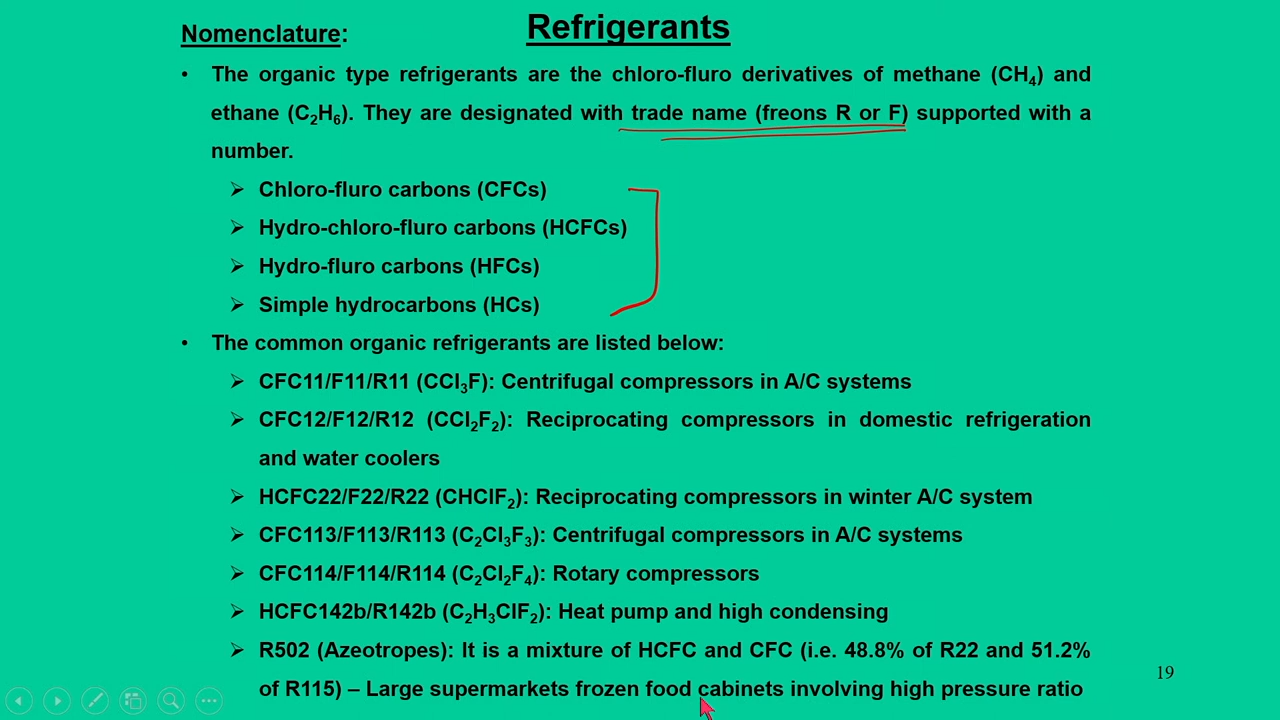 Refrigerants
Nomenclature:
• The organic type refrigerants are the chloro-fluro derivatives of methane (CH₄) and
ethane (C₂H₆). They are designated with trade name (freons R or F) supported with a
number.
➢ Chloro-fluro carbons (CFCs)
➢ Hydro-chloro-fluro carbons (HCFCs)
➢ Hydro-fluro carbons (HFCs)
➢ Simple hydrocarbons (HCs)
• The common organic refrigerants are listed below:
➢ CFC11/F11/R11 (CCl₃F): Centrifugal compressors in A/C systems
➢ CFC12/F12/R12 (CCl₂F₂): Reciprocating compressors in domestic refrigeration
and water coolers
➢ HCFC22/F22/R22 (CHClF₂): Reciprocating compressors in winter A/C system
➢ CFC113/F113/R113 (C₂Cl₃F₃): Centrifugal compressors in A/C systems
➢ CFC114/F114/R114 (C₂Cl₂F₄): Rotary compressors
➢ HCFC142b/R142b (C₂H₃ClF₂): Heat pump and high condensing
➢ R502 (Azeotropes): It is a mixture of HCFC and CFC (i.e. 48.8% of R22 and 51.2%
of R115) – Large supermarkets frozen food cabinets involving high pressure ratio
19